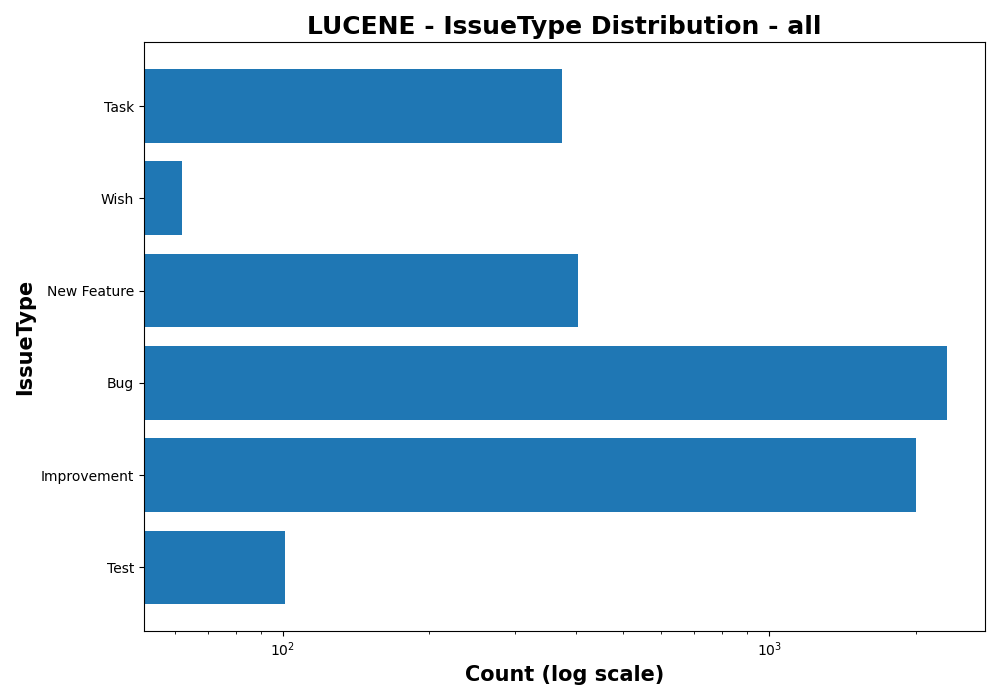 LUCENE - IssueType Distribution - all
Task
Wish
New Feature
Bug
Improvement
Test
IssueType
10²
10³
Count (log scale)